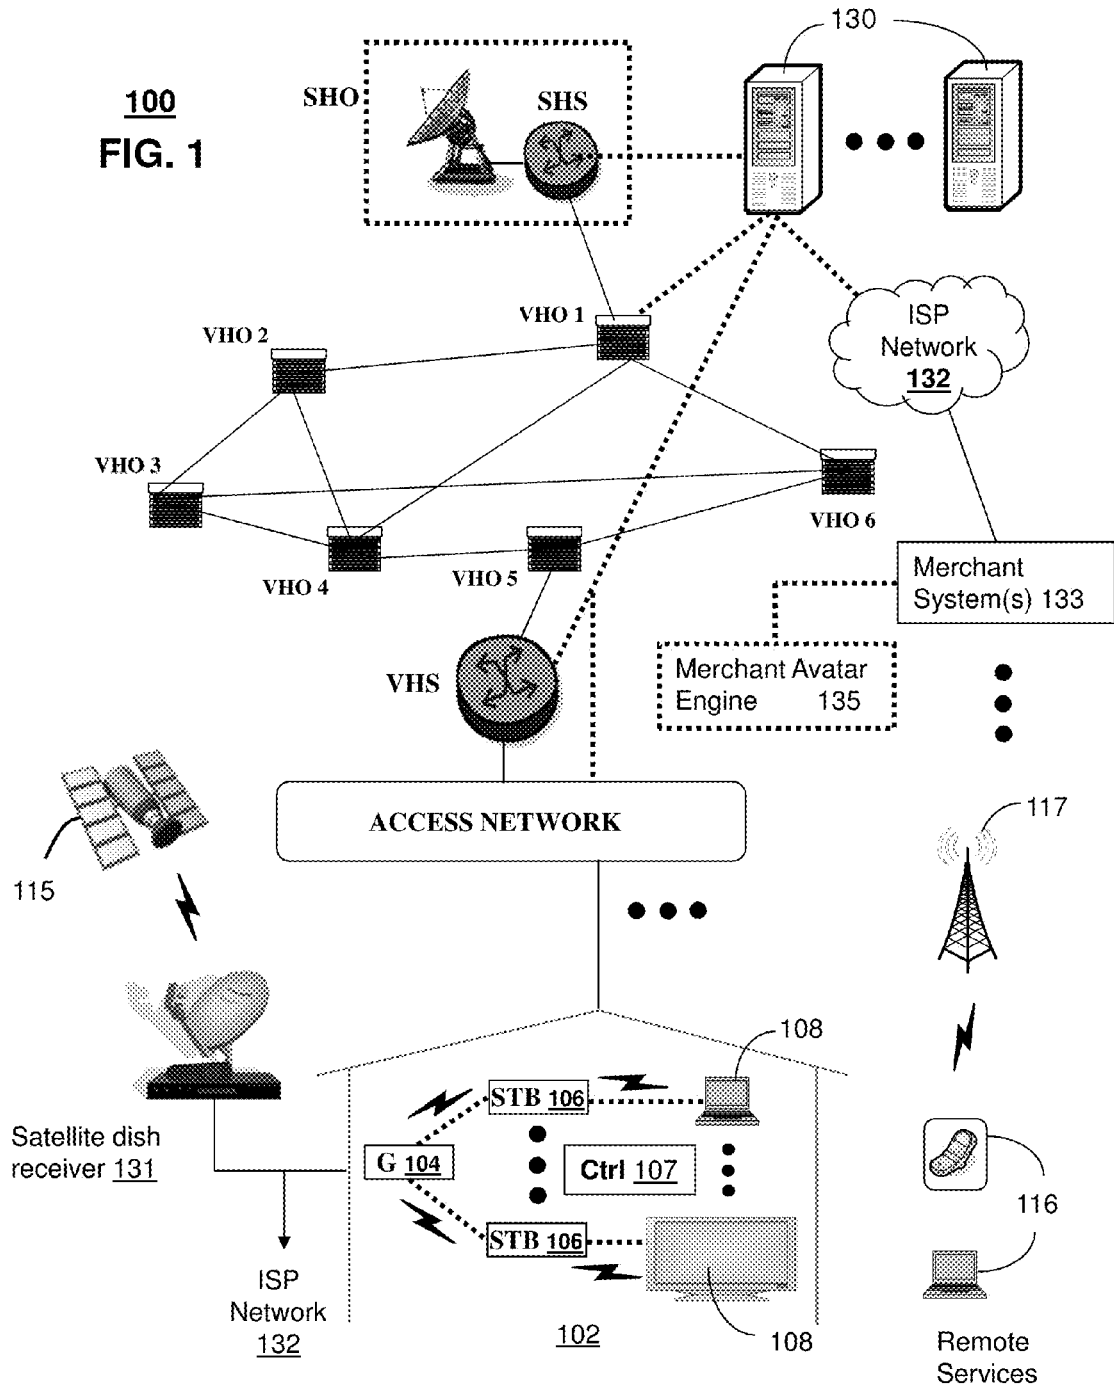 130
100
FIG. 1
SHO
SHS
VHO 1
VHO 2
ISP
Network
132
VHO 3
VHO 6
VHO 4
VHO 5
Merchant
System(s) 133
Merchant Avatar
Engine 135
VHS
ACCESS NETWORK
117
115
108
STB 106
G 104
Ctrl 107
Satellite dish
receiver 131
116
STB 106
ISP
Network
132
102
108
Remote
Services